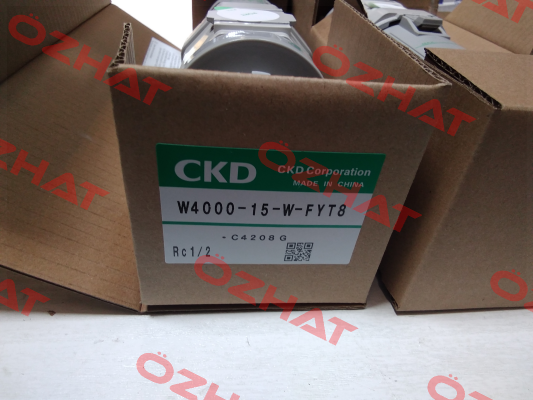 CKD CKD Corporation
MADE IN CHINA
W4000-15-W-FYT8
-C4208G
Rc1/2
ÖZHAT
ÖZHAT
ÖZHAT
ÖZHAT
ÖZHAT
ÖZHAT
ÖZHAT
ÖZHAT